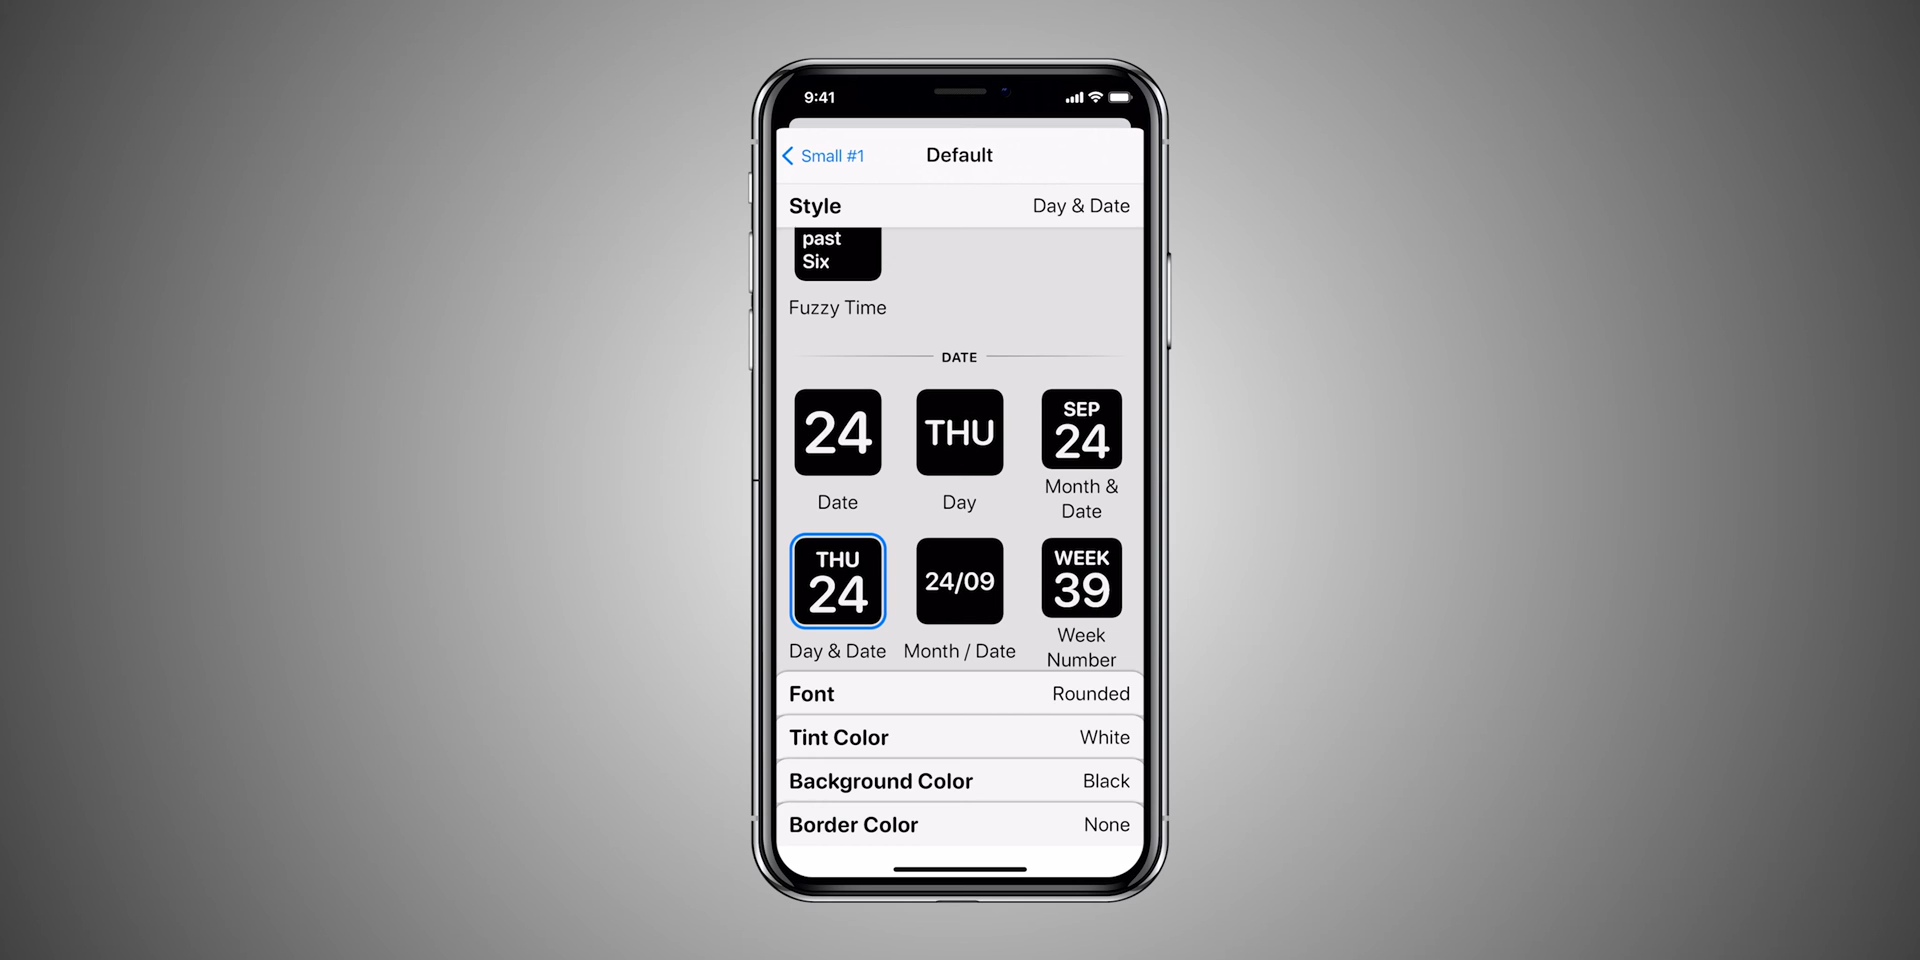 9:41
Small #1
Default
Style
Day & Date
past
Six
Fuzzy Time
DATE
24
THU
SEP
24
Date
Day
Month &
Date
THU
24
24/09
WEEK
39
Day & Date
Month / Date
Week
Number
Font
Rounded
Tint Color
White
Background Color
Black
Border Color
None